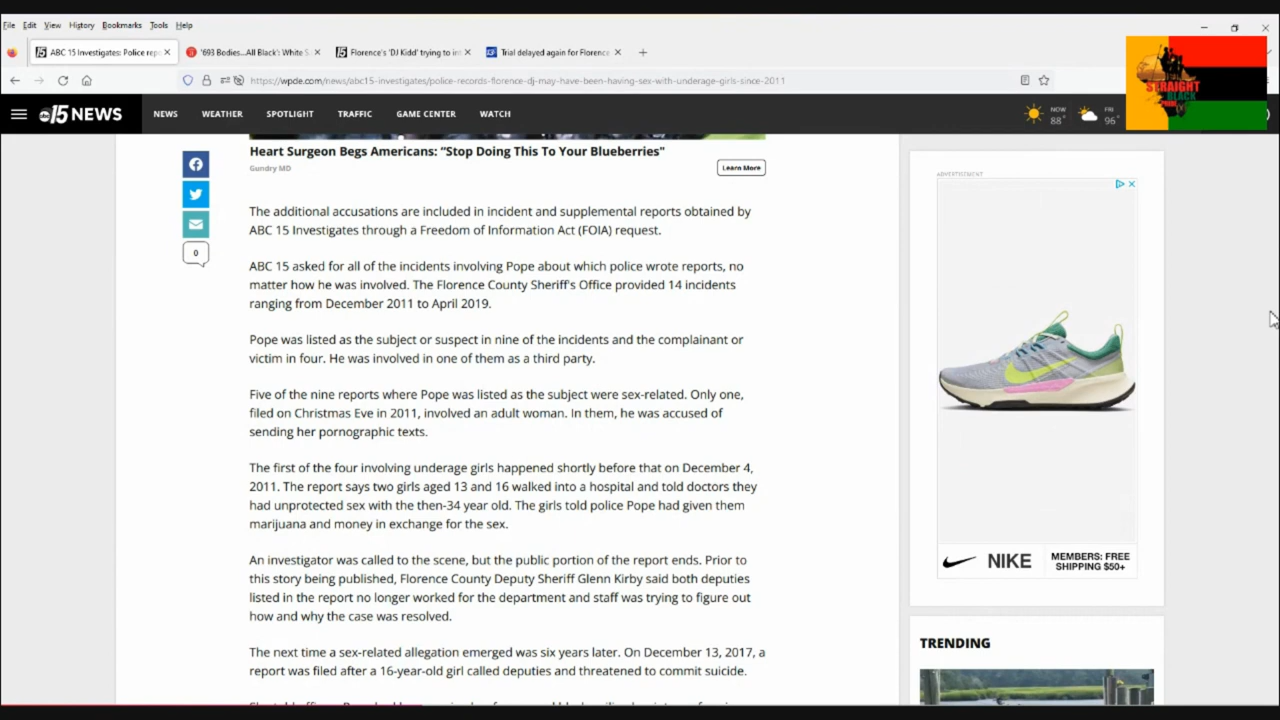 File Edit View History Bookmarks Tools Help
ABC 15 Investigates: Police repo
'693 Bodies...All Black': White S
Florence's 'DJ Kidd' trying to in
Trial delayed again for Florence
https://wpde.com/news/abc15-investigates/police-records-florence-dj-may-have-been-having-sex-with-underage-girls-since-2011
STRAIGHT
BLACK
PRIDE
abc 15 NEWS
NEWS WEATHER SPOTLIGHT TRAFFIC GAME CENTER WATCH
NOW
88°
FRI
96°
Heart Surgeon Begs Americans: “Stop Doing This To Your Blueberries”
Gundry MD
Learn More
0
The additional accusations are included in incident and supplemental reports obtained by
ABC 15 Investigates through a Freedom of Information Act (FOIA) request.
ABC 15 asked for all of the incidents involving Pope about which police wrote reports, no
matter how he was involved. The Florence County Sheriff's Office provided 14 incidents
ranging from December 2011 to April 2019.
Pope was listed as the subject or suspect in nine of the incidents and the complainant or
victim in four. He was involved in one of them as a third party.
Five of the nine reports where Pope was listed as the subject were sex-related. Only one,
filed on Christmas Eve in 2011, involved an adult woman. In them, he was accused of
sending her pornographic texts.
The first of the four involving underage girls happened shortly before that on December 4,
2011. The report says two girls aged 13 and 16 walked into a hospital and told doctors they
had unprotected sex with the then-34 year old. The girls told police Pope had given them
marijuana and money in exchange for the sex.
An investigator was called to the scene, but the public portion of the report ends. Prior to
this story being published, Florence County Deputy Sheriff Glenn Kirby said both deputies
listed in the report no longer worked for the department and staff was trying to figure out
how and why the case was resolved.
The next time a sex-related allegation emerged was six years later. On December 13, 2017, a
report was filed after a 16-year-old girl called deputies and threatened to commit suicide.
ADVERTISEMENT
NIKE
MEMBERS: FREE
SHIPPING $50+
TRENDING